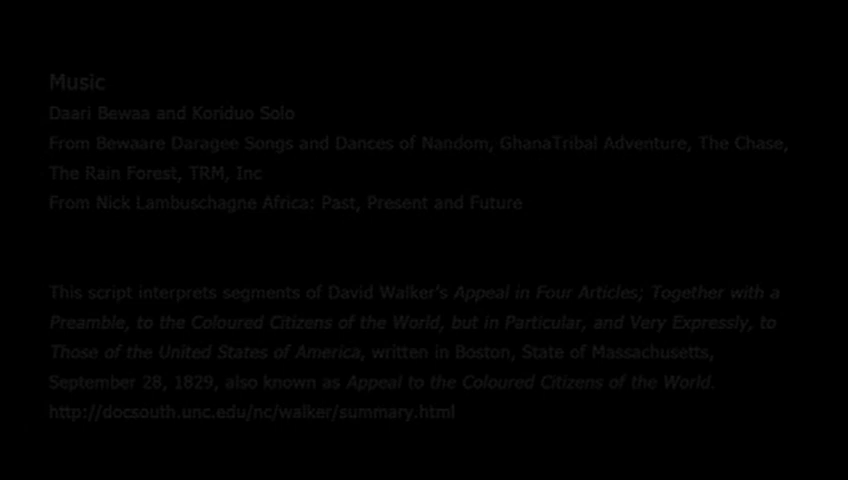 Music
Daari Bewaa and Koriduo Solo
From Bewaare Daragee Songs and Dances of Nandom, GhanaTribal Adventure, The Chase,
The Rain Forest, TRM, Inc
From Nick Lambuschagne Africa: Past, Present and Future
This script interprets segments of David Walker's Appeal in Four Articles; Together with a
Preamble, to the Coloured Citizens of the World, but in Particular, and Very Expressly, to
Those of the United States of America, written in Boston, State of Massachusetts,
September 28, 1829, also known as Appeal to the Coloured Citizens of the World.
http://docsouth.unc.edu/nc/walker/summary.html